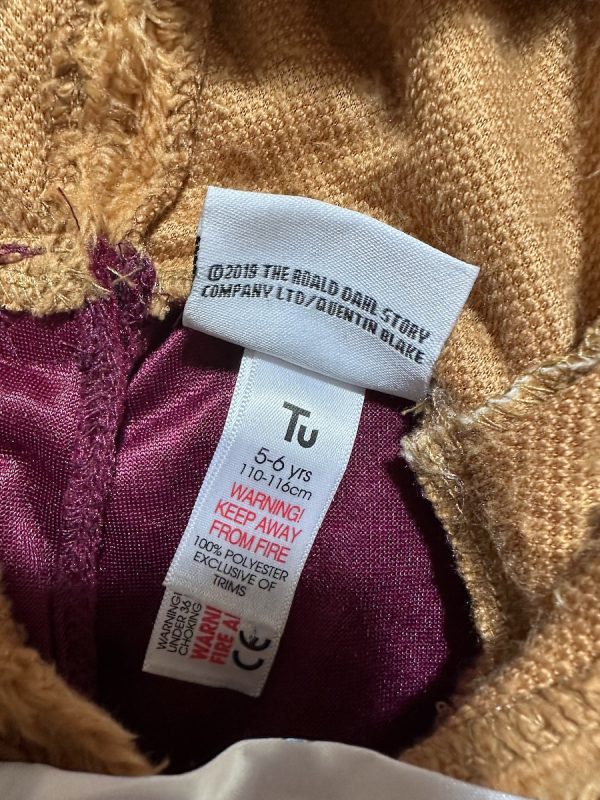 ©2019 THE ROALD DAHL STORY
COMPANY LTD/QUENTIN BLAKE
Tu
5-6 yrs
110-116cm
WARNING!
KEEP AWAY
FROM FIRE
100% POLYESTER
EXCLUSIVE OF
TRIMS
WARNING!
UNDER 36
CHOKING
WARNI
FIRE A
CE